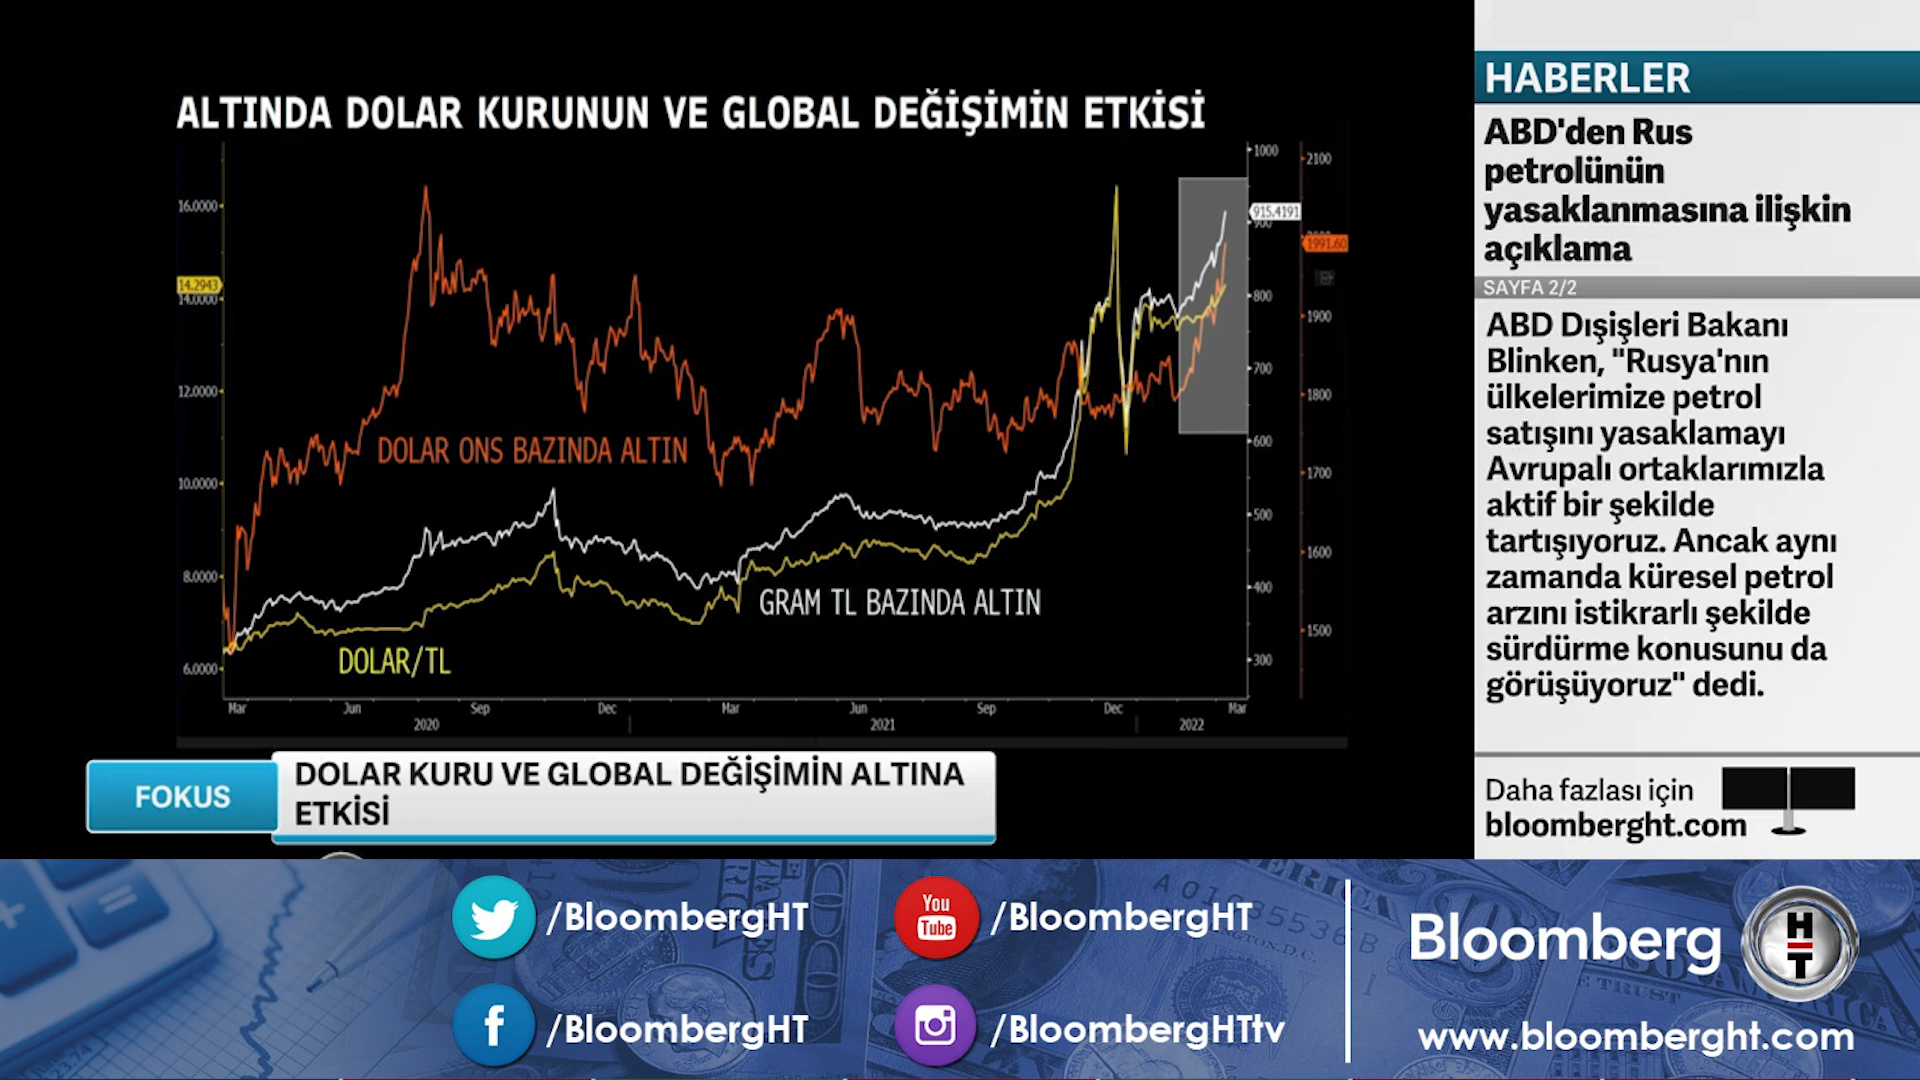 ALTINDA DOLAR KURUNUN VE GLOBAL DEĞİŞİMİN ETKİSİ
16.0000
14.2943
14.0000
12.0000
10.0000
8.0000
6.0000
1000
915.4191
900
800
700
600
500
400
300
2100
1991.60
1900
1800
1700
1600
1500
DOLAR ONS BAZINDA ALTIN
GRAM TL BAZINDA ALTIN
DOLAR/TL
Mar Jun Sep Dec Mar Jun Sep Dec Mar
2020 2021 2022
FOKUS
DOLAR KURU VE GLOBAL DEĞİŞİMİN ALTINA
ETKİSİ
HABERLER
ABD'den Rus
petrolünün
yasaklanmasına ilişkin
açıklama
SAYFA 2/2
ABD Dışişleri Bakanı
Blinken, "Rusya'nın
ülkelerimize petrol
satışını yasaklamayı
Avrupalı ortaklarımızla
aktif bir şekilde
tartışıyoruz. Ancak aynı
zamanda küresel petrol
arzını istikrarlı şekilde
sürdürme konusunu da
görüşüyoruz" dedi.
Daha fazlası için
bloomberght.com
/BloombergHT
You Tube /BloombergHT
/BloombergHT
/BloombergHTtv
Bloomberg HT
www.bloomberght.com